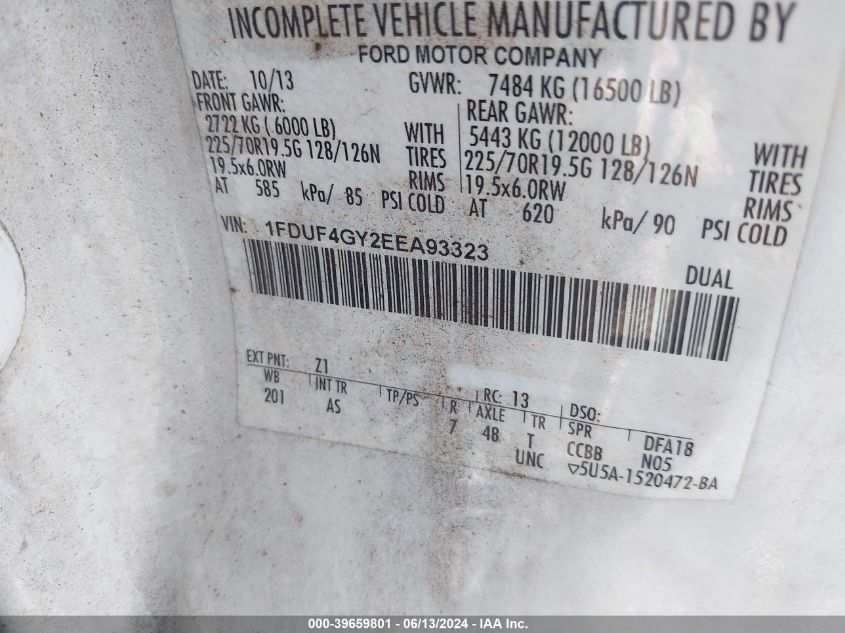 INCOMPLETE VEHICLE MANUFACTURED BY
FORD MOTOR COMPANY
DATE: 10/13 GVWR: 7484 KG (16500 LB)
FRONT GAWR: REAR GAWR:
2722 KG ( 6000 LB) WITH 5443 KG (12000 LB) WITH
225/70R19.5G 128/126N TIRES 225/70R19.5G 128/126N TIRES
19.5x6.0RW RIMS 19.5x6.0RW RIMS
AT 585 kPa/ 85 PSI COLD AT 620 kPa/ 90 PSI COLD
VIN: 1FDUF4GY2EEA93323
DUAL
EXT PNT: Z1 RC: 13 DSO:
WB INT TR TP/PS R AXLE TR SPR DFA18
201 AS 7 48 T CCBB N05
UNC ▽5U5A-1520472-BA
000-39659801 - 06/13/2024 - IAA Inc.